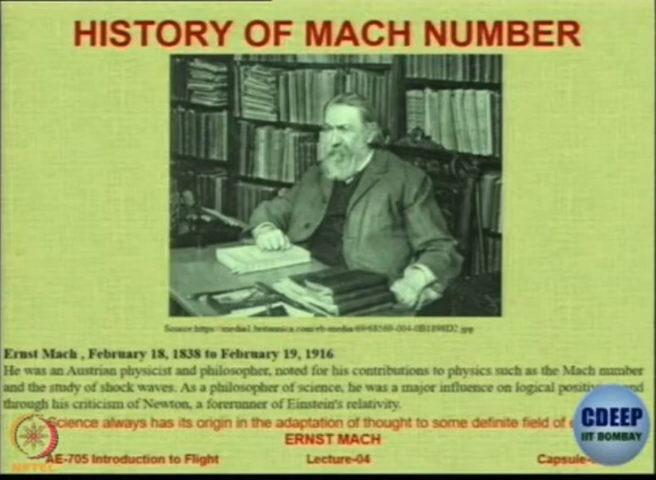 HISTORY OF MACH NUMBER
Ernst Mach , February 18, 1838 to February 19, 1916
He was an Austrian physicist and philosopher, noted for his contributions to physics such as the Mach number
and the study of shock waves. As a philosopher of science, he was a major influence on logical and
through his criticism of Newton, a forerunner of Einstein's relativity.
Science always has its origin in the adaptation of thought to some definite field of
ERNST MACH
CDEEP
IIT BOMBAY
NPTEL
AE-705 Introduction to Flight
Lecture-04